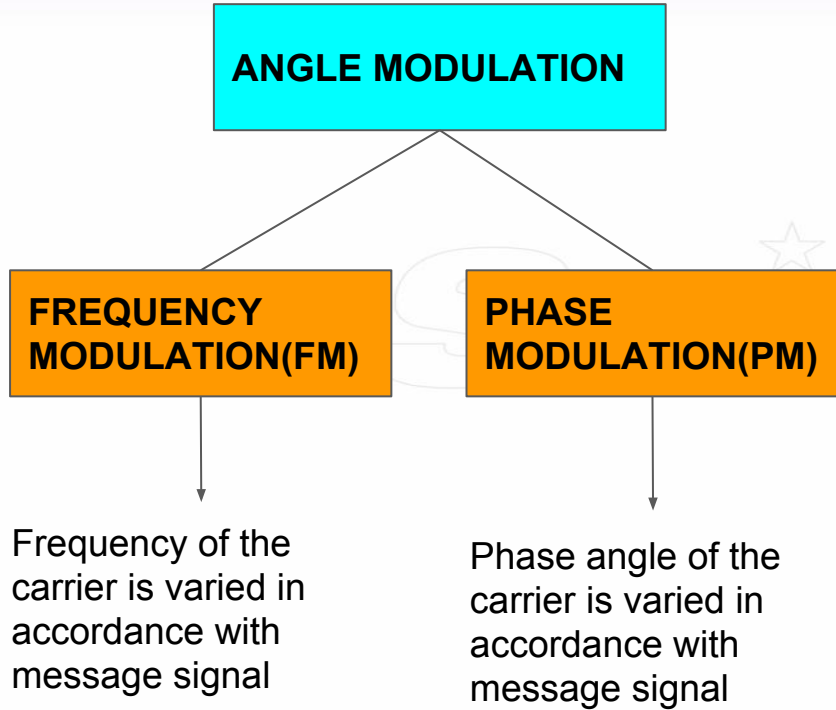 ANGLE MODULATION
FREQUENCY
MODULATION(FM)
PHASE
MODULATION(PM)
Frequency of the
carrier is varied in
accordance with
message signal
Phase angle of the
carrier is varied in
accordance with
message signal